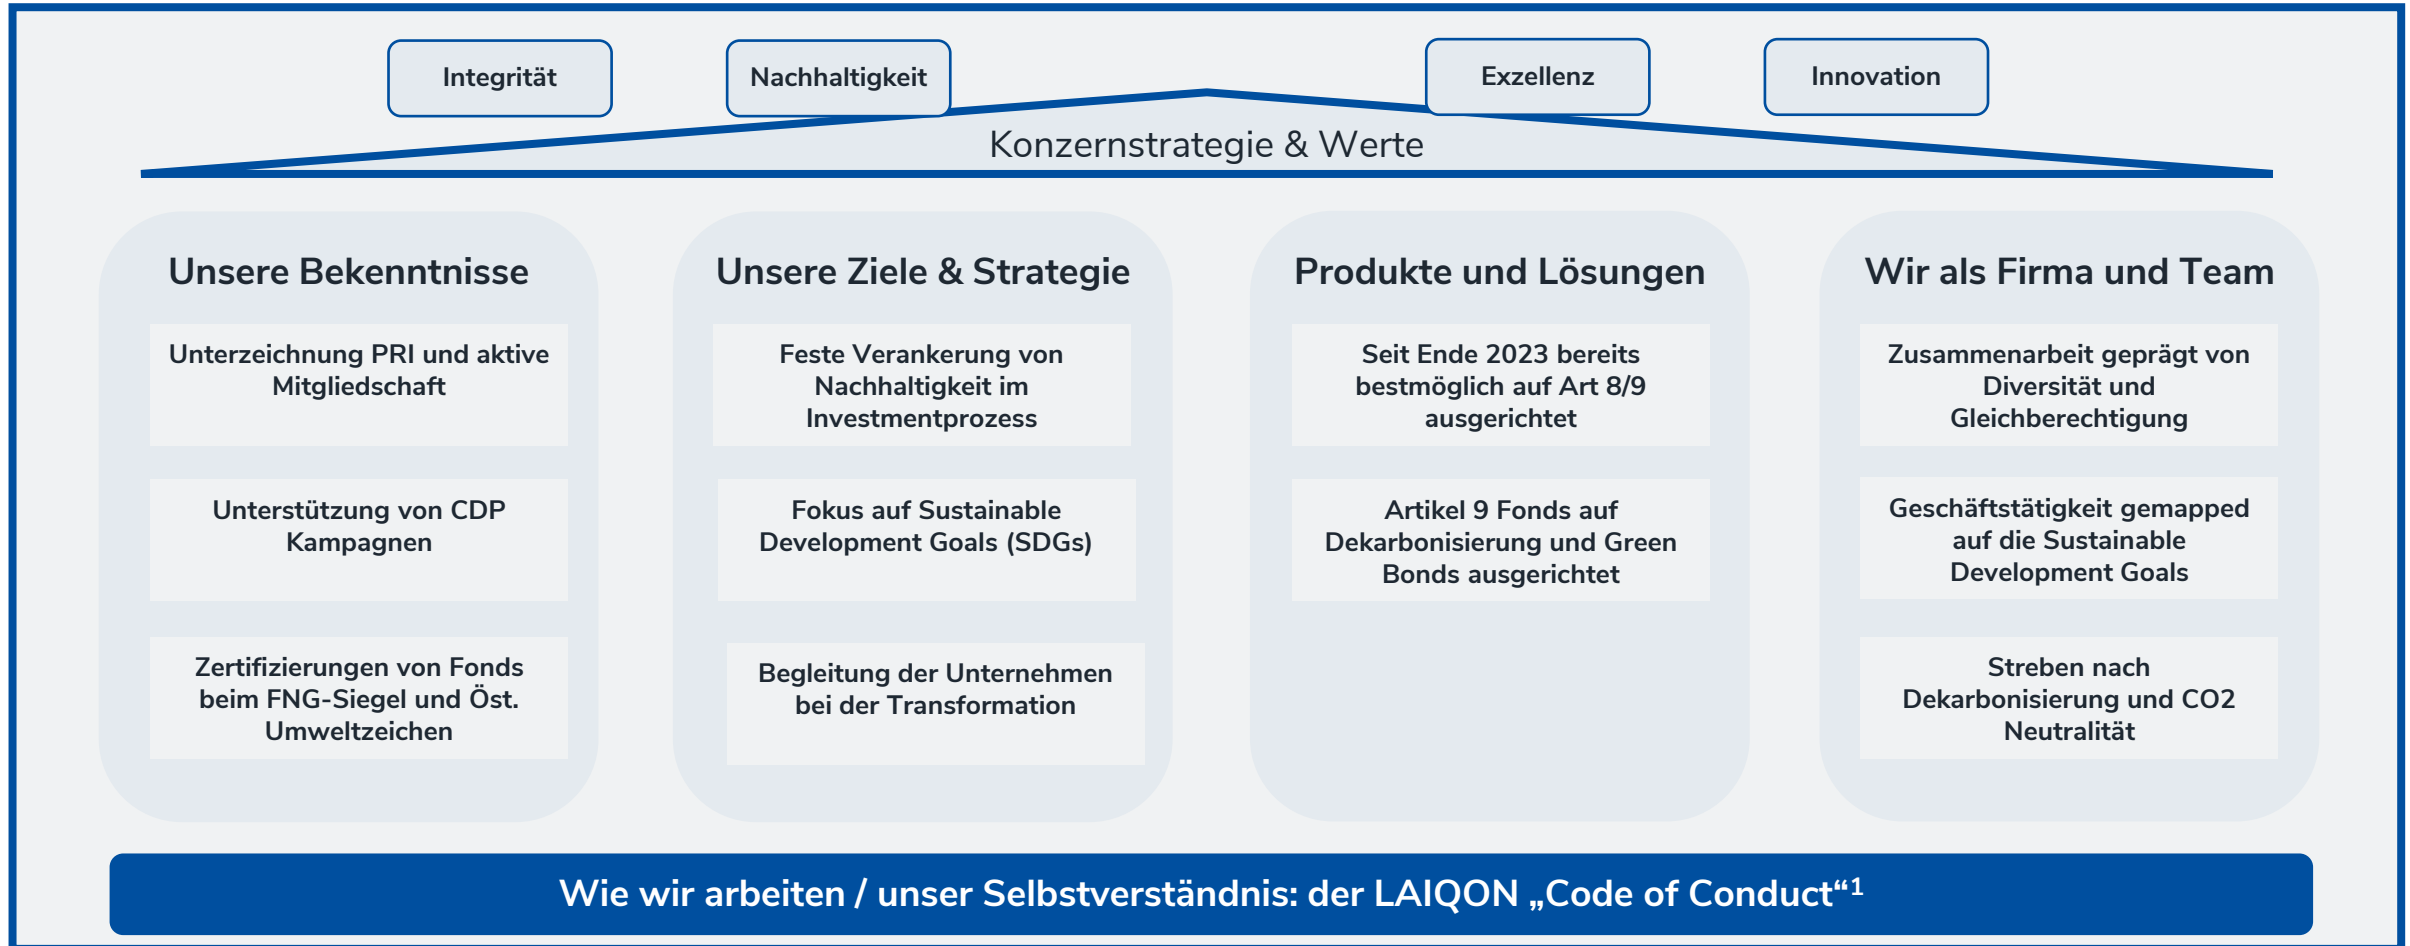 Integrität
Nachhaltigkeit
Exzellenz
Innovation
Konzernstrategie & Werte
Unsere Bekenntnisse
Unterzeichnung PRI und aktive
Mitgliedschaft
Unterstützung von CDP
Kampagnen
Zertifizierungen von Fonds
beim FNG-Siegel und Öst.
Umweltzeichen
Unsere Ziele & Strategie
Feste Verankerung von
Nachhaltigkeit im
Investmentprozess
Fokus auf Sustainable
Development Goals (SDGs)
Begleitung der Unternehmen
bei der Transformation
Produkte und Lösungen
Seit Ende 2023 bereits
bestmöglich auf Art 8/9
ausgerichtet
Artikel 9 Fonds auf
Dekarbonisierung und Green
Bonds ausgerichtet
Wir als Firma und Team
Zusammenarbeit geprägt von
Diversität und
Gleichberechtigung
Geschäftstätigkeit gemapped
auf die Sustainable
Development Goals
Streben nach
Dekarbonisierung und CO2
Neutralität
Wie wir arbeiten / unser Selbstverständnis: der LAIQON „Code of Conduct“¹